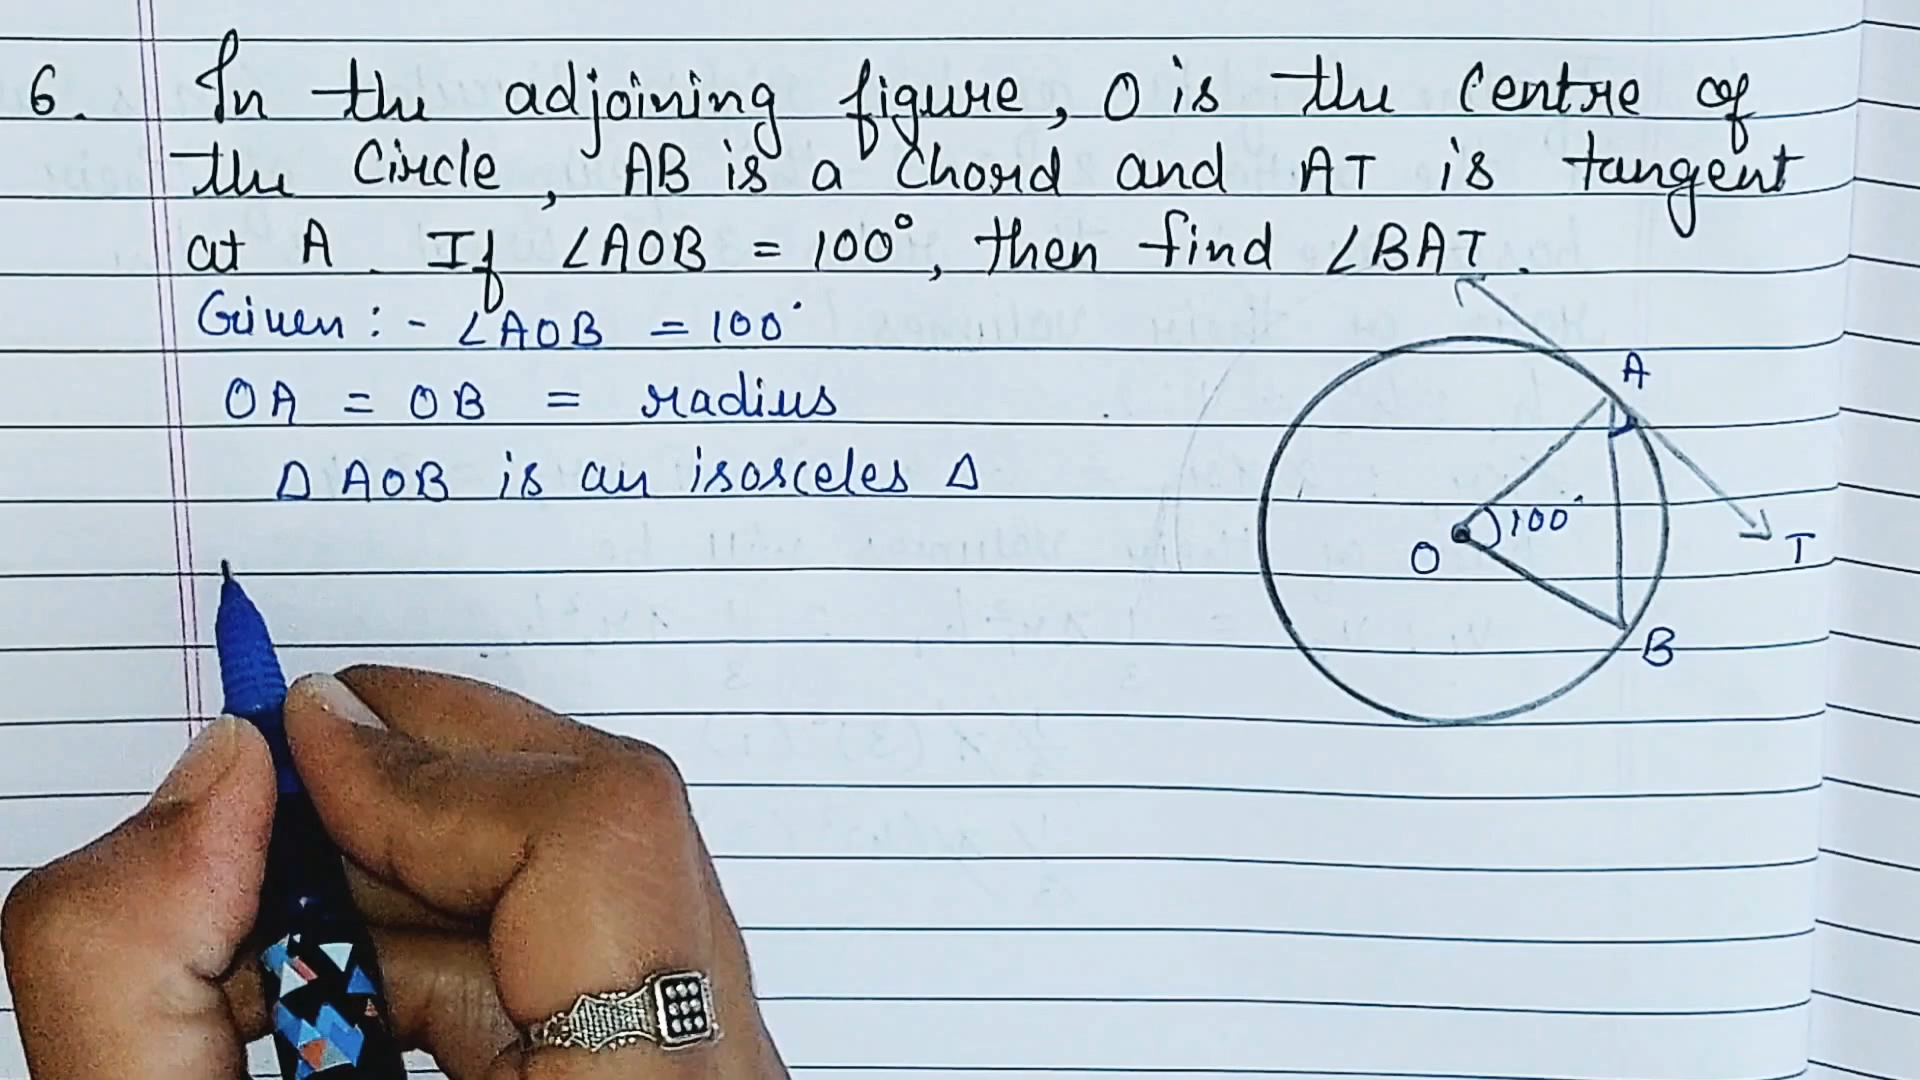 6. In the adjoining figure, O is the Centre of
the Circle, AB is a Chord and AT is tangent
at A. If ∠AOB = 100°, then find ∠BAT.
Given :- ∠AOB = 100°
OA = OB = radius
Δ AOB is an isosceles Δ
A
100°
O
T
B